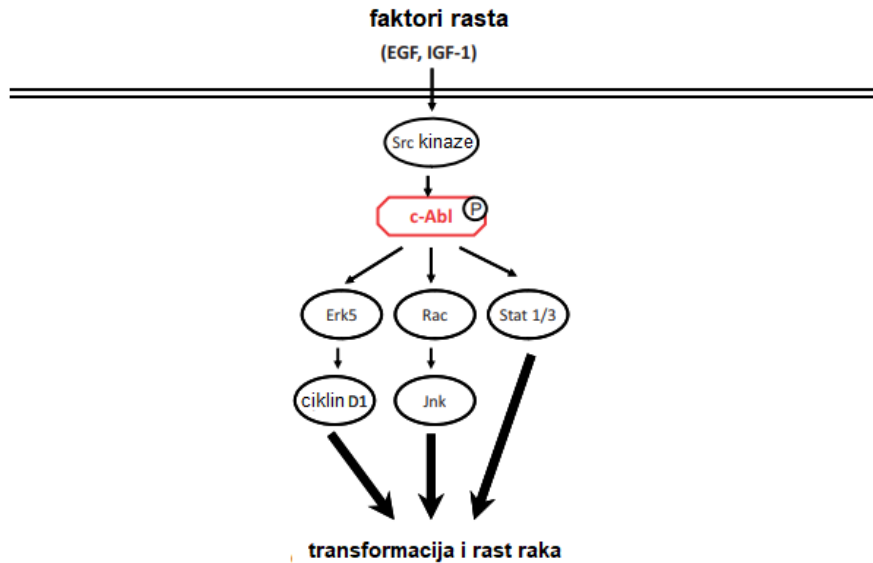 faktori rasta
(EGF, IGF-1)
Src kinaze
c-Abl
P
Erk5
Rac
Stat 1/3
ciklin D1
Jnk
transformacija i rast raka